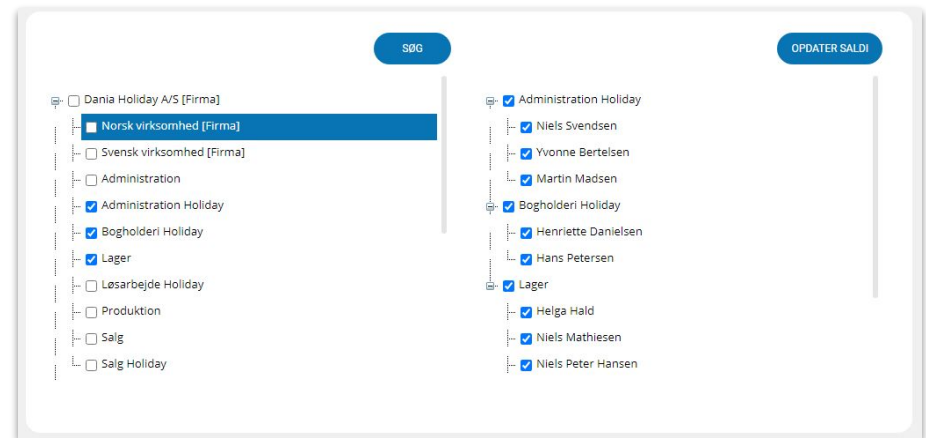 SØG
OPDATER SALDI
Dania Holiday A/S [Firma]
Norsk virksomhed [Firma]
Svensk virksomhed [Firma]
Administration
Administration Holiday
Bogholderi Holiday
Lager
Løsarbejde Holiday
Produktion
Salg
Salg Holiday
Administration Holiday
Niels Svendsen
Yvonne Bertelsen
Martin Madsen
Bogholderi Holiday
Henriette Danielsen
Hans Petersen
Lager
Helga Hald
Niels Mathiesen
Niels Peter Hansen